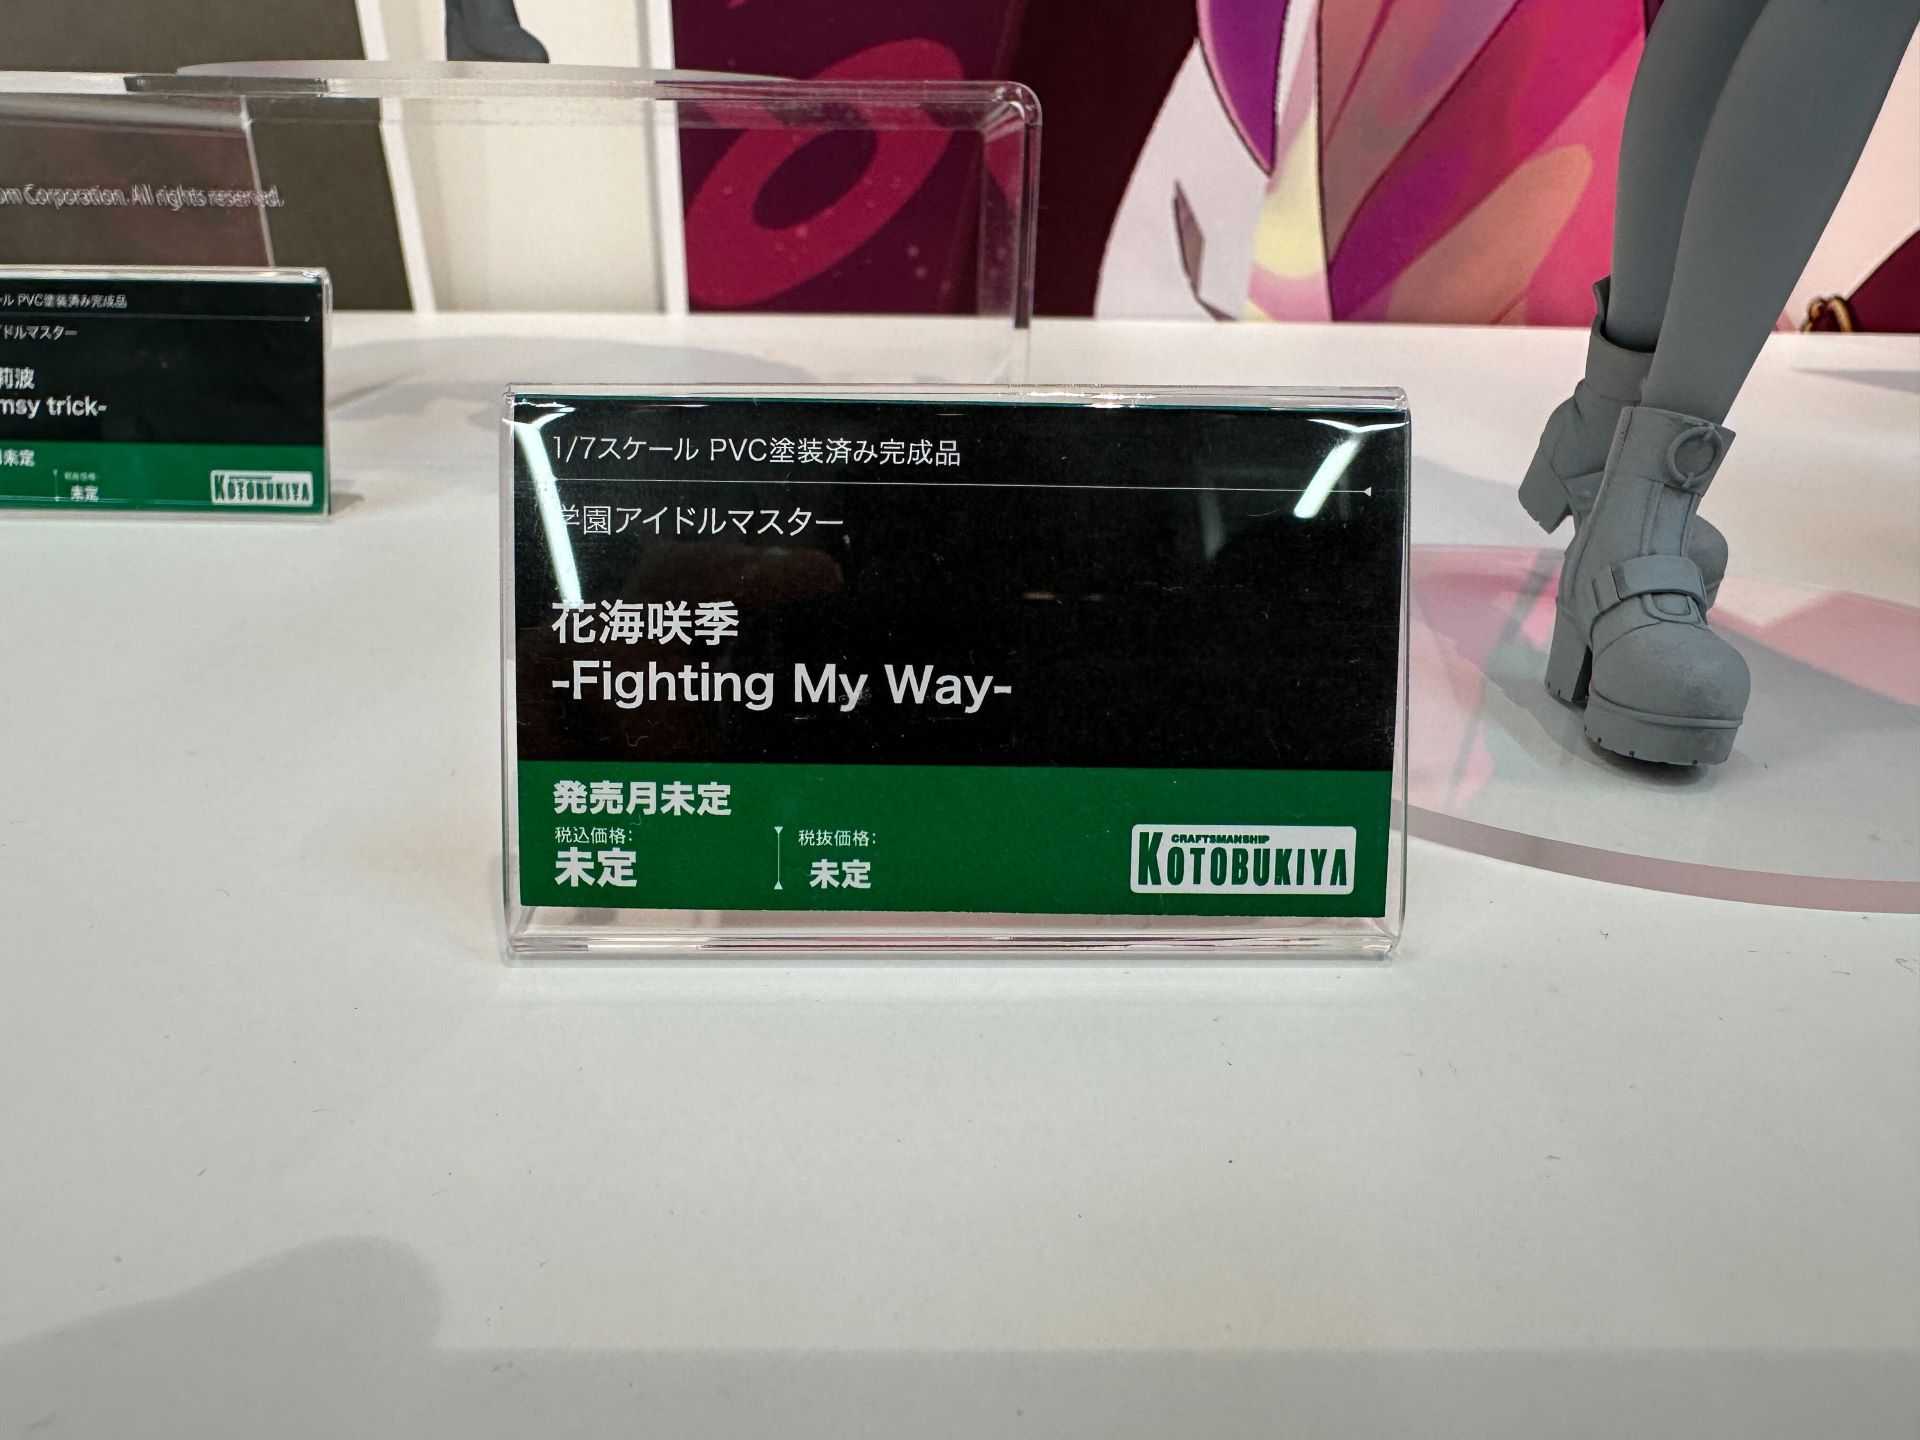 Corporation. All rights reserved.
ル PVC塗装済み完成品
ドルマスター
莉波
msy trick-
未定
未定
KOTOBUKIYA
1/7スケール PVC塗装済み完成品
学園アイドルマスター
花海咲季
-Fighting My Way-
発売月未定
税込価格:
未定
税抜価格:
未定
CRAFTSMANSHIP
KOTOBUKIYA